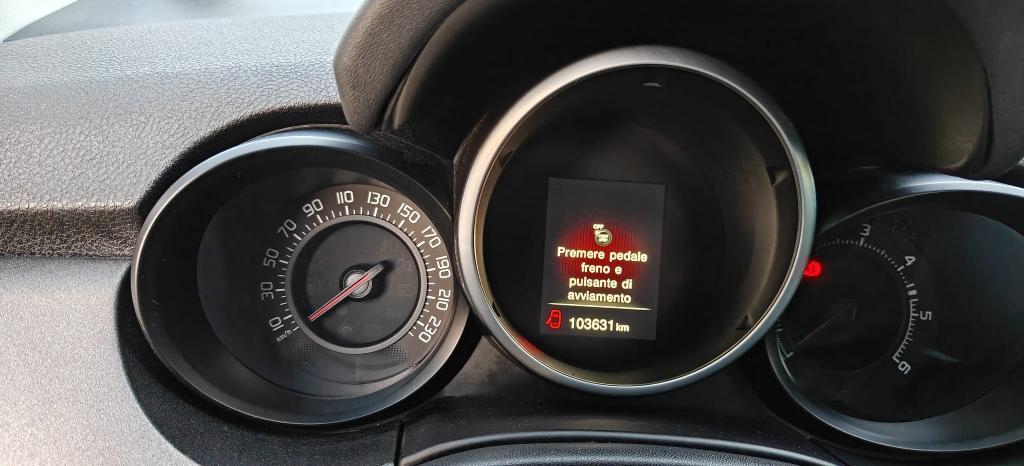 10 30 50 70 90 110 130 150 170 190 210 230
km/h
OFF
Premere pedale
freno e
pulsante di
avviamento
103631 km
3 4 5 6